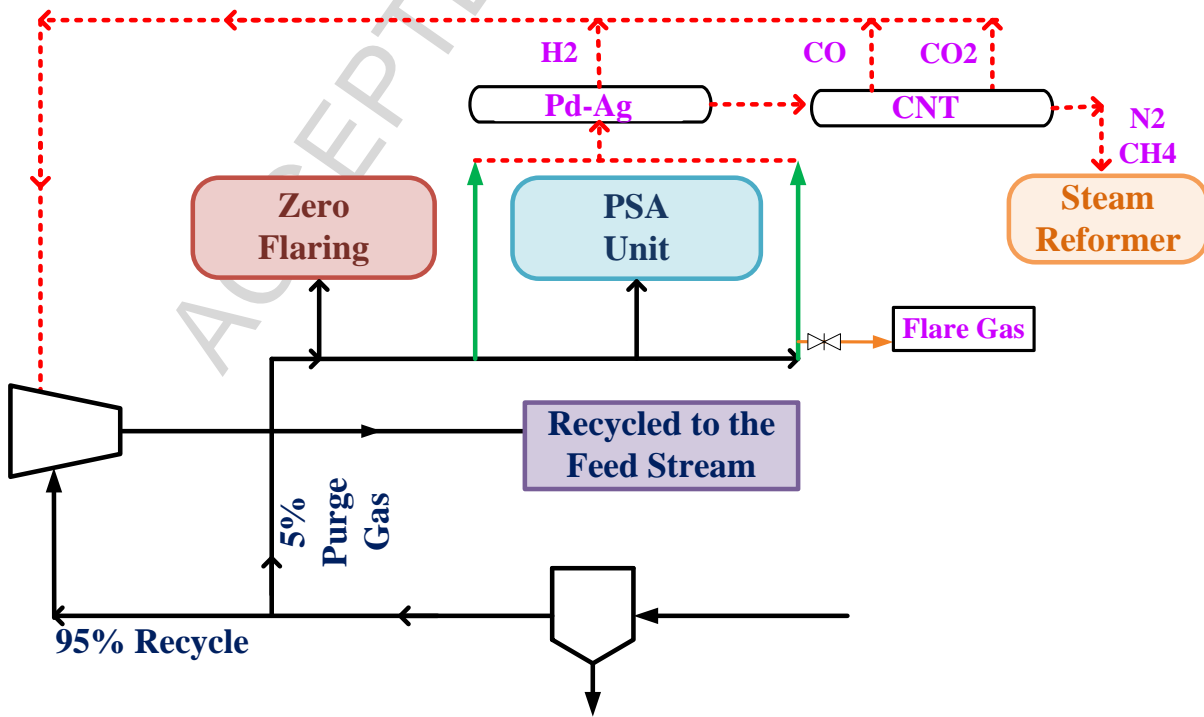 H2
CO
CO2
Pd-Ag
CNT
N2
CH4
Zero
Flaring
PSA
Unit
Steam
Reformer
Flare Gas
Recycled to the
Feed Stream
5%
Purge
Gas
95% Recycle